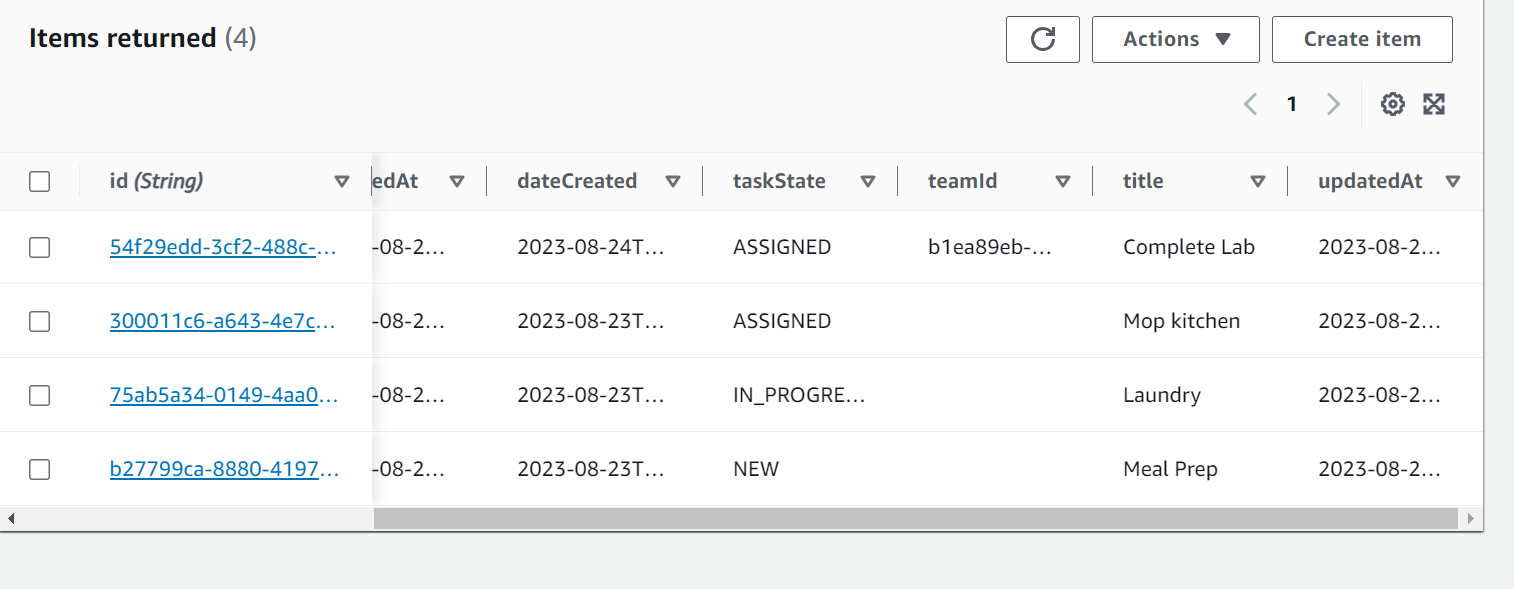 Items returned (4)
Actions
Create item
1
id (String) edAt dateCreated taskState teamId title updatedAt
54f29edd-3cf2-488c-... -08-2... 2023-08-24T... ASSIGNED b1ea89eb-... Complete Lab 2023-08-2...
300011c6-a643-4e7c... -08-2... 2023-08-23T... ASSIGNED Mop kitchen 2023-08-2...
75ab5a34-0149-4aa0... -08-2... 2023-08-23T... IN_PROGRE... Laundry 2023-08-2...
b27799ca-8880-4197... -08-2... 2023-08-23T... NEW Meal Prep 2023-08-2...